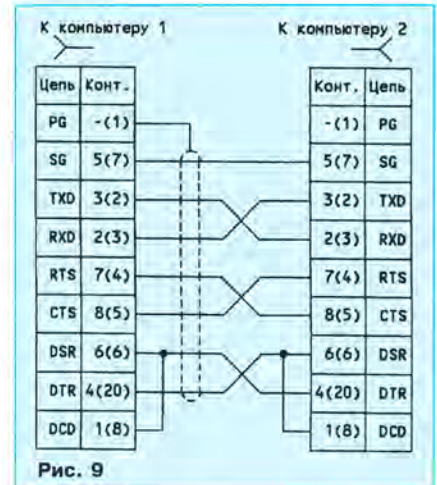 К компьютеру 1 К компьютеру 2
Цепь Конт. Конт. Цепь
PG -(1) -(1) PG
SG 5(7) 5(7) SG
TXD 3(2) 3(2) TXD
RXD 2(3) 2(3) RXD
RTS 7(4) 7(4) RTS
CTS 8(5) 8(5) CTS
DSR 6(6) 6(6) DSR
DTR 4(20) 4(20) DTR
DCD 1(8) 1(8) DCD
Рис. 9